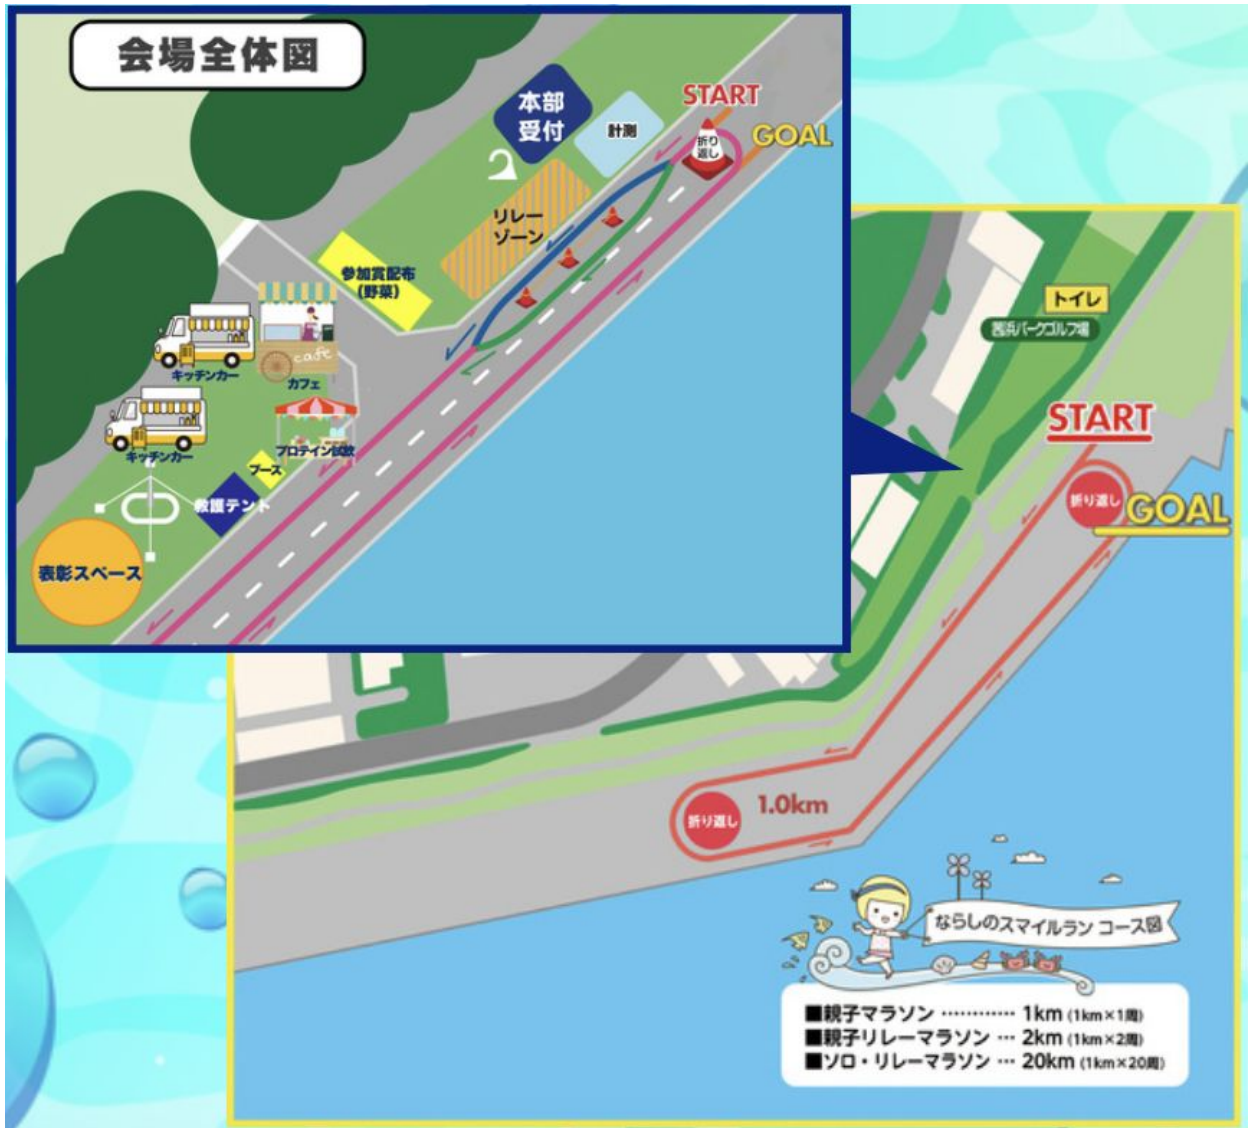 会場全体図
本部
受付
計測
START
GOAL
折り
返し
リレー
ゾーン
参加賞配布
(野菜)
キッチンカー
cafe
カフェ
キッチンカー
プロテイン試飲
ブース
救護テント
表彰スペース
トイレ
茜浜パークゴルフ場
START
折り返し
GOAL
1.0km
折り返し
ならしのスマイルラン コース図
■親子マラソン ………… 1km (1km×1周)
■親子リレーマラソン … 2km (1km×2周)
■ソロ・リレーマラソン … 20km (1km×20周)